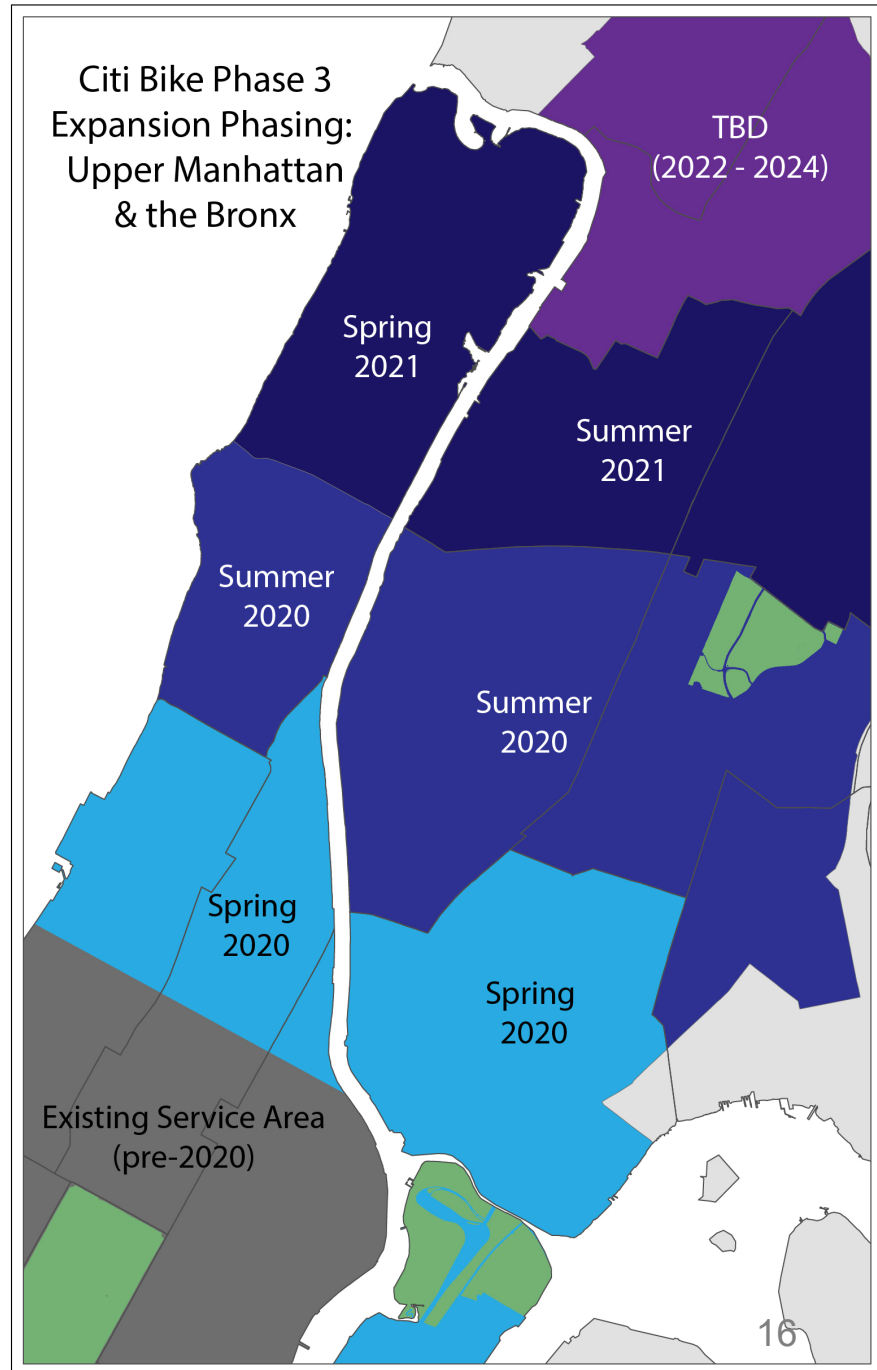 Citi Bike Phase 3
Expansion Phasing:
Upper Manhattan
& the Bronx
TBD
(2022 - 2024)
Spring
2021
Summer
2021
Summer
2020
Summer
2020
Spring
2020
Spring
2020
Existing Service Area
(pre-2020)
16